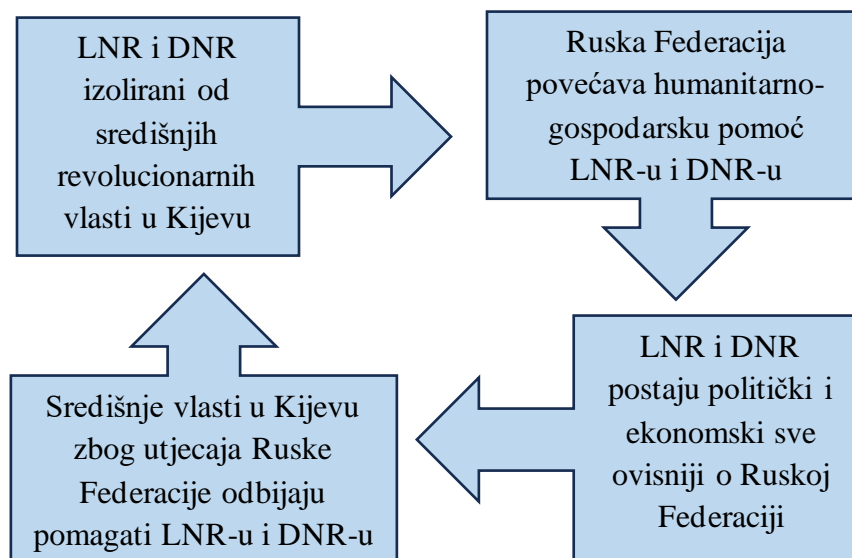 LNR i DNR
izolirani od
središnjih
revolucionarnih
vlasti u Kijevu
Ruska Federacija
povećava humanitarno-
gospodarsku pomoć
LNR-u i DNR-u
LNR i DNR
postaju politički i
ekonomski sve
ovisniji o Ruskoj
Federaciji
Središnje vlasti u Kijevu
zbog utjecaja Ruske
Federacije odbijaju
pomagati LNR-u i DNR-u